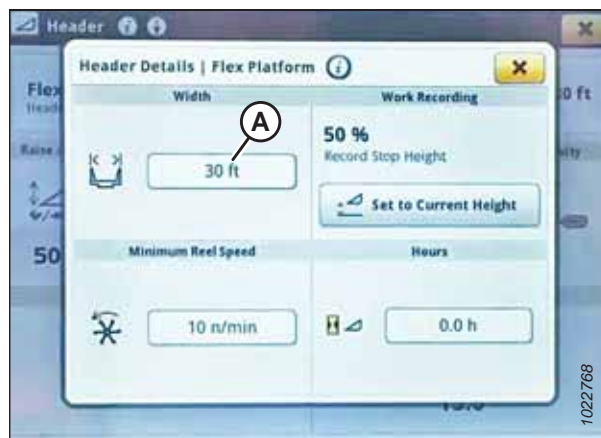 Header
Header Details | Flex Platform
Flex
0 ft
Width
Work Recording
A
50 %
Record Stop Height
30 ft
Raise
Set to Current Height
50
Minimum Reel Speed
Hours
10 n/min
0.0 h
1022768